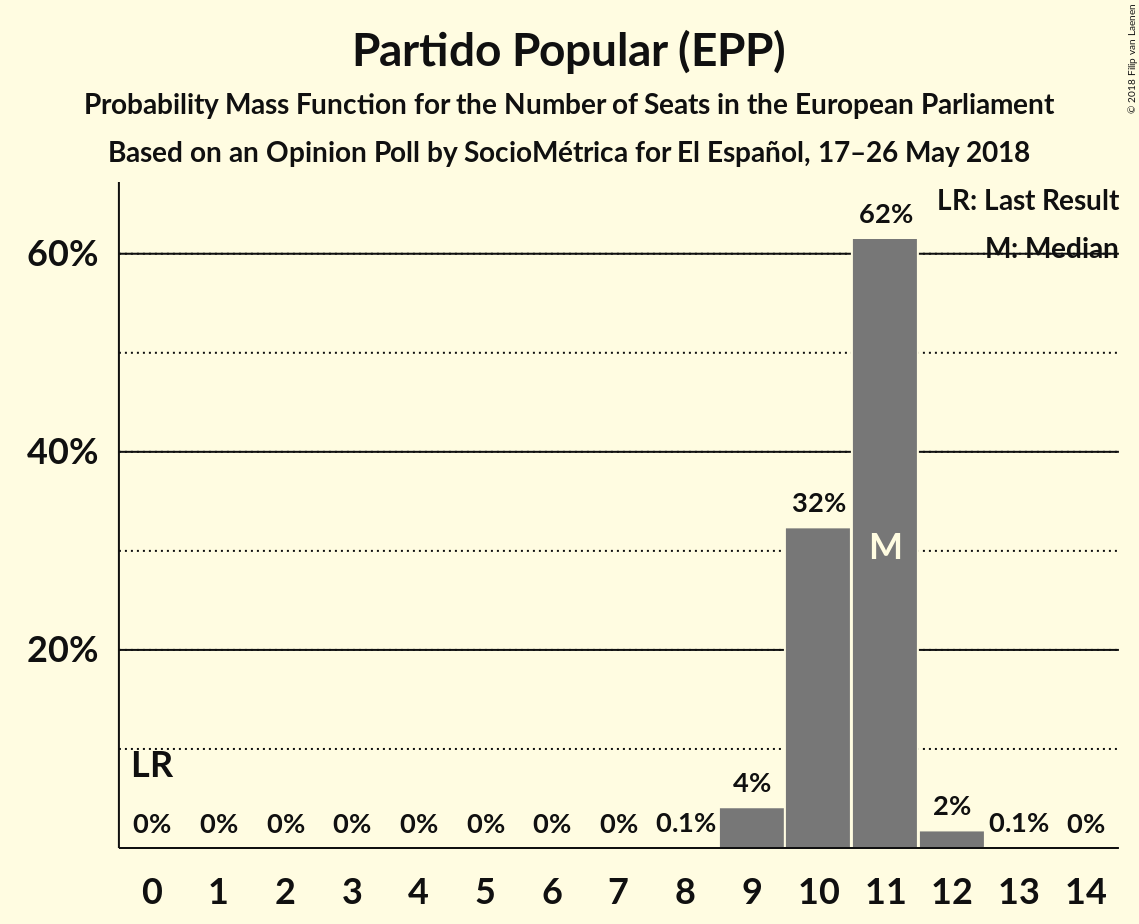 Partido Popular (EPP)
Probability Mass Function for the Number of Seats in the European Parliament
Based on an Opinion Poll by SocioMétrica for El Español, 17–26 May 2018
© 2018 Filip van Laenen
LR: Last Result
M: Median
60%
40%
20%
62%
32%
M
LR
4%
2%
0% 0% 0% 0% 0% 0% 0% 0% 0.1% 0.1% 0%
0 1 2 3 4 5 6 7 8 9 10 11 12 13 14